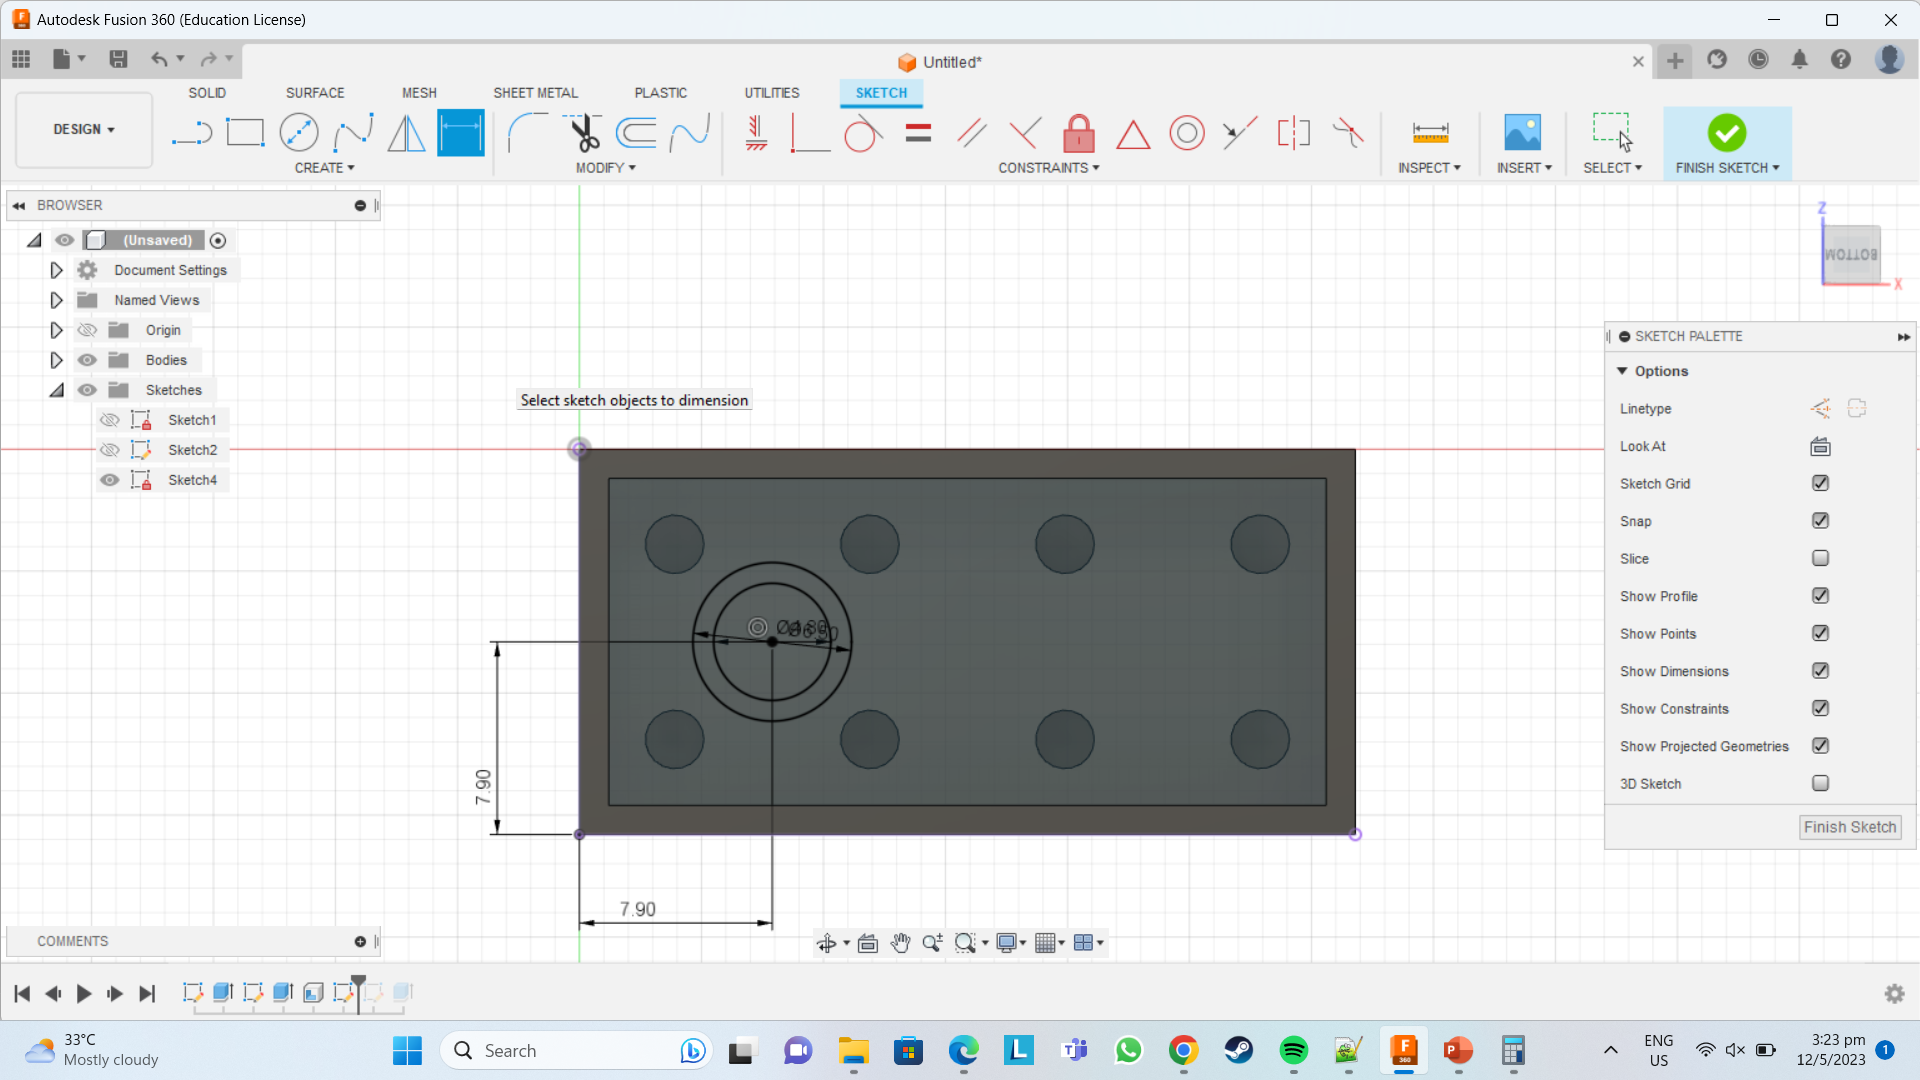 Autodesk Fusion 360 (Education License)
Untitled*
SOLID SURFACE MESH SHEET METAL PLASTIC UTILITIES SKETCH
DESIGN
CREATE MODIFY CONSTRAINTS INSPECT INSERT SELECT FINISH SKETCH
BROWSER
(Unsaved)
Document Settings
Named Views
Origin
Bodies
Sketches
Sketch1
Sketch2
Sketch4
Select sketch objects to dimension
7.90
7.90
Z
BOTTOM
X
SKETCH PALETTE
Options
Linetype
Look At
Sketch Grid
Snap
Slice
Show Profile
Show Points
Show Dimensions
Show Constraints
Show Projected Geometries
3D Sketch
Finish Sketch
COMMENTS
33°C
Mostly cloudy
Search
ENG
US
3:23 pm
12/5/2023
1